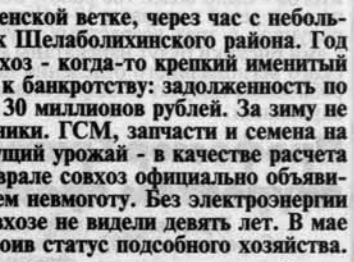 енской ветке, через час с неболь-
к Шелаболихинского района. Год
хоз - когда-то крепкий именитый
к банкротству: задолженность по
30 миллионов рублей. За зиму не
ники. ГСМ, запчасти и семена на
ущий урожай - в качестве расчета
врале совхоз официально объяви-
ем невмоготу. Без электроэнергии
вхозе не видели девять лет. В мае
оив статус подсобного хозяйства.